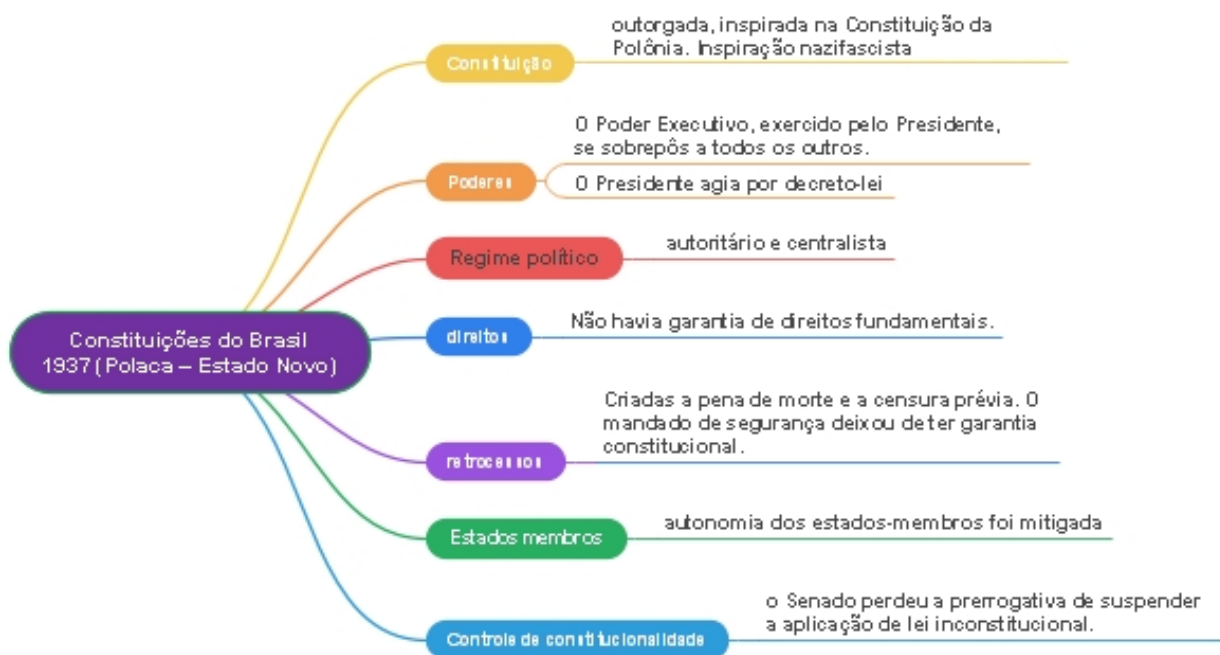 outorgada, inspirada na Constituição da
Polônia. Inspiração nazifascista
Constituição
O Poder Executivo, exercido pelo Presidente,
se sobrepôs a todos os outros.
Poderes
O Presidente agia por decreto-lei
Regime político
autoritário e centralista
Constituições do Brasil
1937 (Polaca – Estado Novo)
direitos
Não havia garantia de direitos fundamentais.
Criadas a pena de morte e a censura prévia. O
mandado de segurança deixou de ter garantia
constitucional.
retrocessos
Estados membros
autonomia dos estados-membros foi mitigada
o Senado perdeu a prerrogativa de suspender
a aplicação de lei inconstitucional.
Controle de constitucionalidade